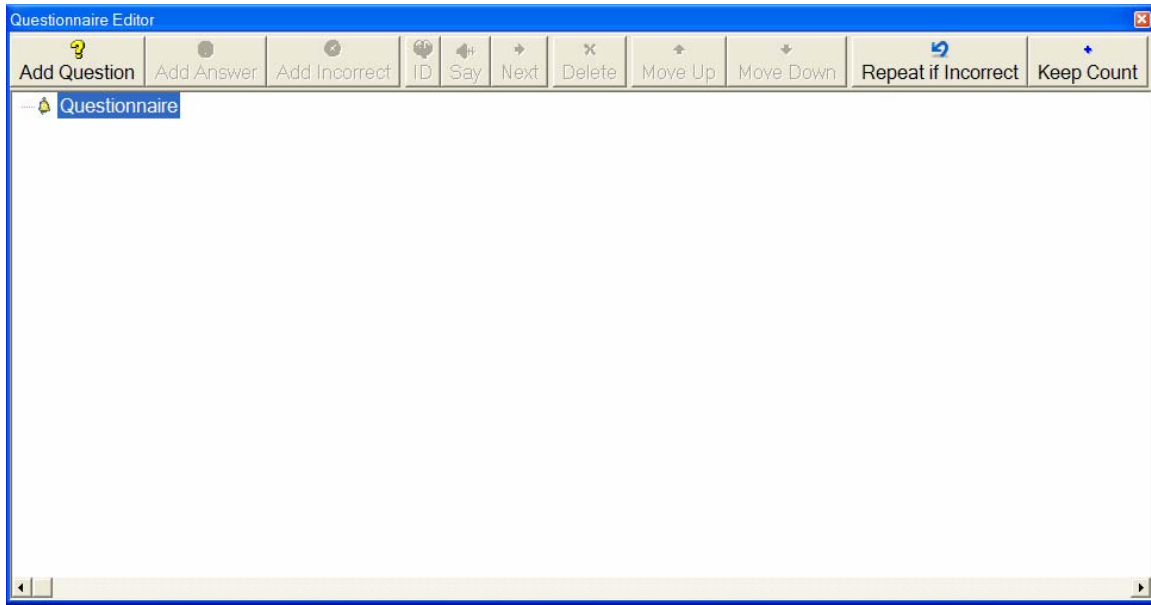 Questionnaire Editor
Add Question Add Answer Add Incorrect ID Say Next Delete Move Up Move Down Repeat if Incorrect Keep Count
Questionnaire